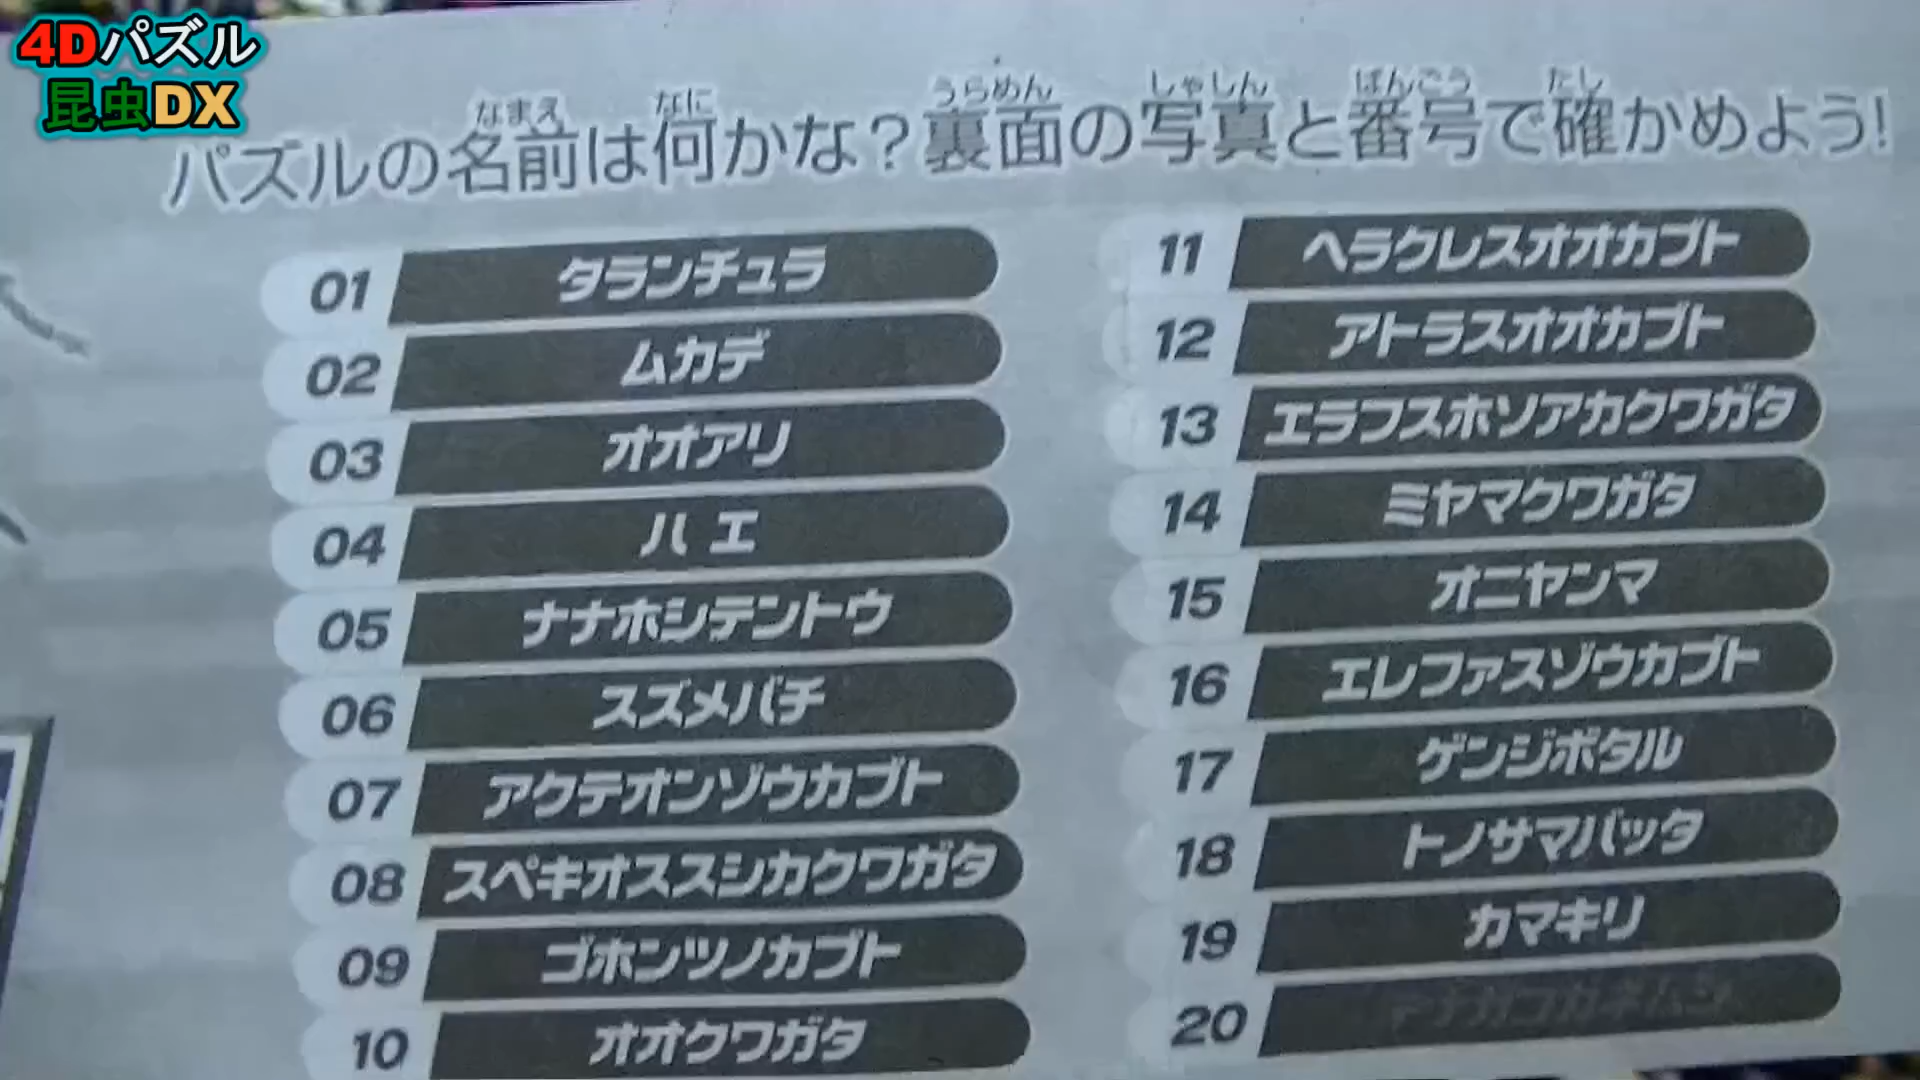 4Dパズル
昆虫DX
パズルの名前は何かな?裏面の写真と番号で確かめよう!
なまえ なに うらめん しゃしん ばんごう たし
01 タランチュラ
02 ムカデ
03 オオアリ
04 ハエ
05 ナナホシテントウ
06 スズメバチ
07 アクテオンゾウカブト
08 スペキオススシカクワガタ
09 ゴホンツノカブト
10 オオクワガタ
11 ヘラクレスオオカブト
12 アトラスオオカブト
13 エラフスホソアカクワガタ
14 ミヤマクワガタ
15 オニヤンマ
16 エレファスゾウカブト
17 ゲンジボタル
18 トノサマバッタ
19 カマキリ
20